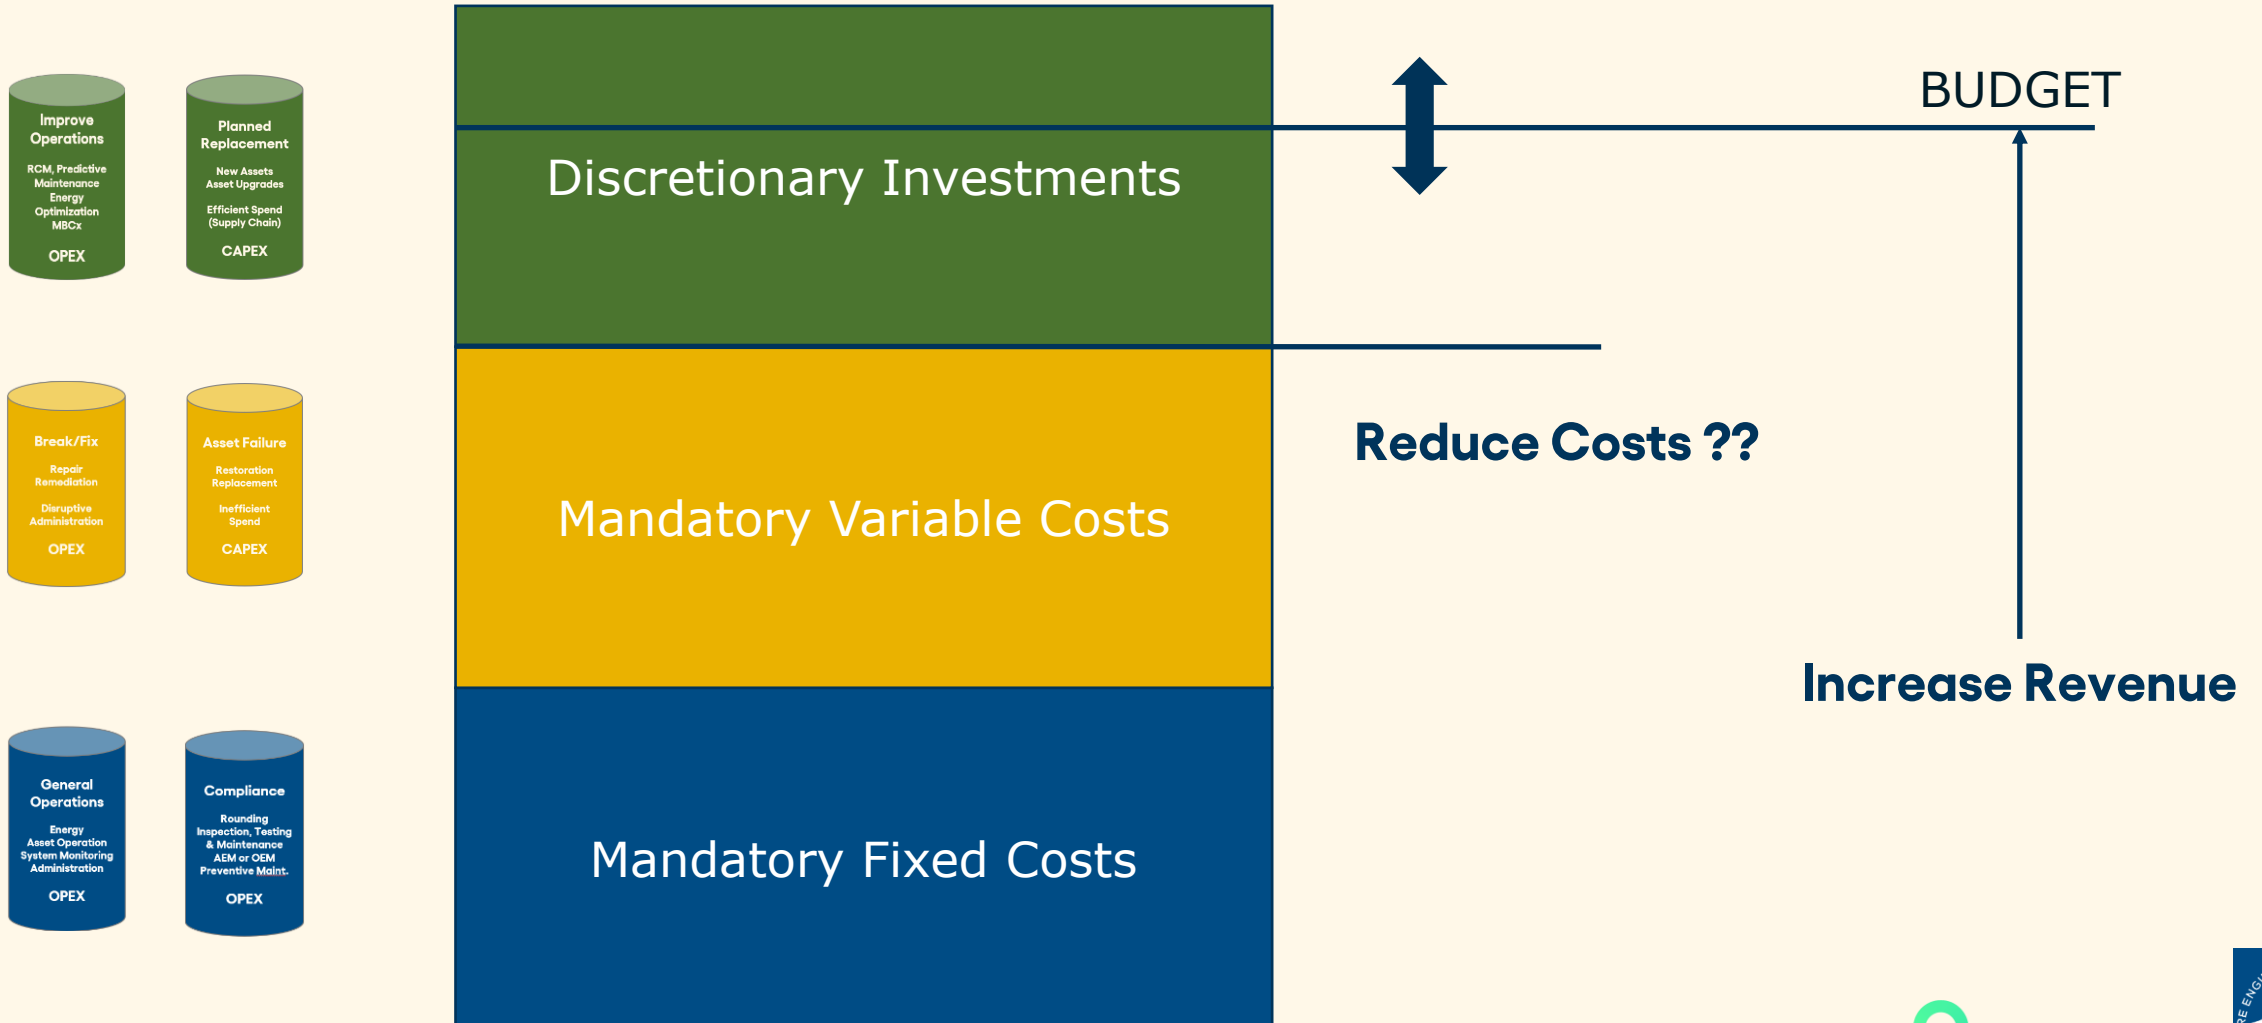 Improve
Operations
RCM, Predictive
Maintenance
Energy
Optimization
MBCx
OPEX
Planned
Replacement
New Assets
Asset Upgrades
Efficient Spend
(Supply Chain)
CAPEX
Break/Fix
Repair
Remediation
Disruptive
Administration
OPEX
Asset Failure
Restoration
Replacement
Inefficient
Spend
CAPEX
General
Operations
Energy
Asset Operation
System Monitoring
Administration
OPEX
Compliance
Rounding
Inspection, Testing
& Maintenance
AEM or OEM
Preventive Maint.
OPEX
Discretionary Investments
Mandatory Variable Costs
Mandatory Fixed Costs
BUDGET
Reduce Costs ??
Increase Revenue